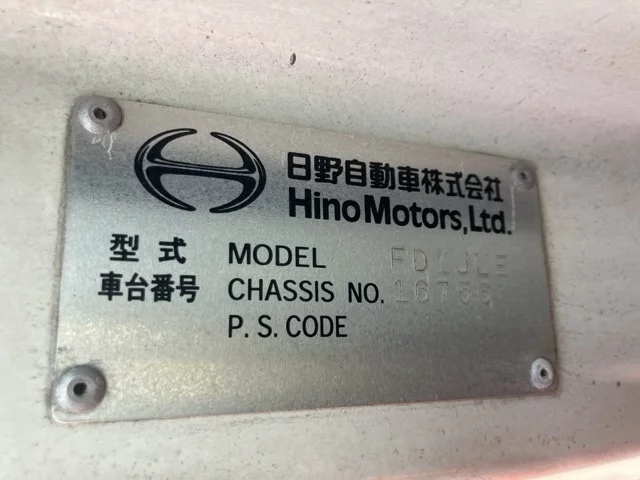 日野自動車株式会社
Hino Motors, Ltd.
型式 MODEL FD1JLE
車台番号 CHASSIS NO.
P. S. CODE